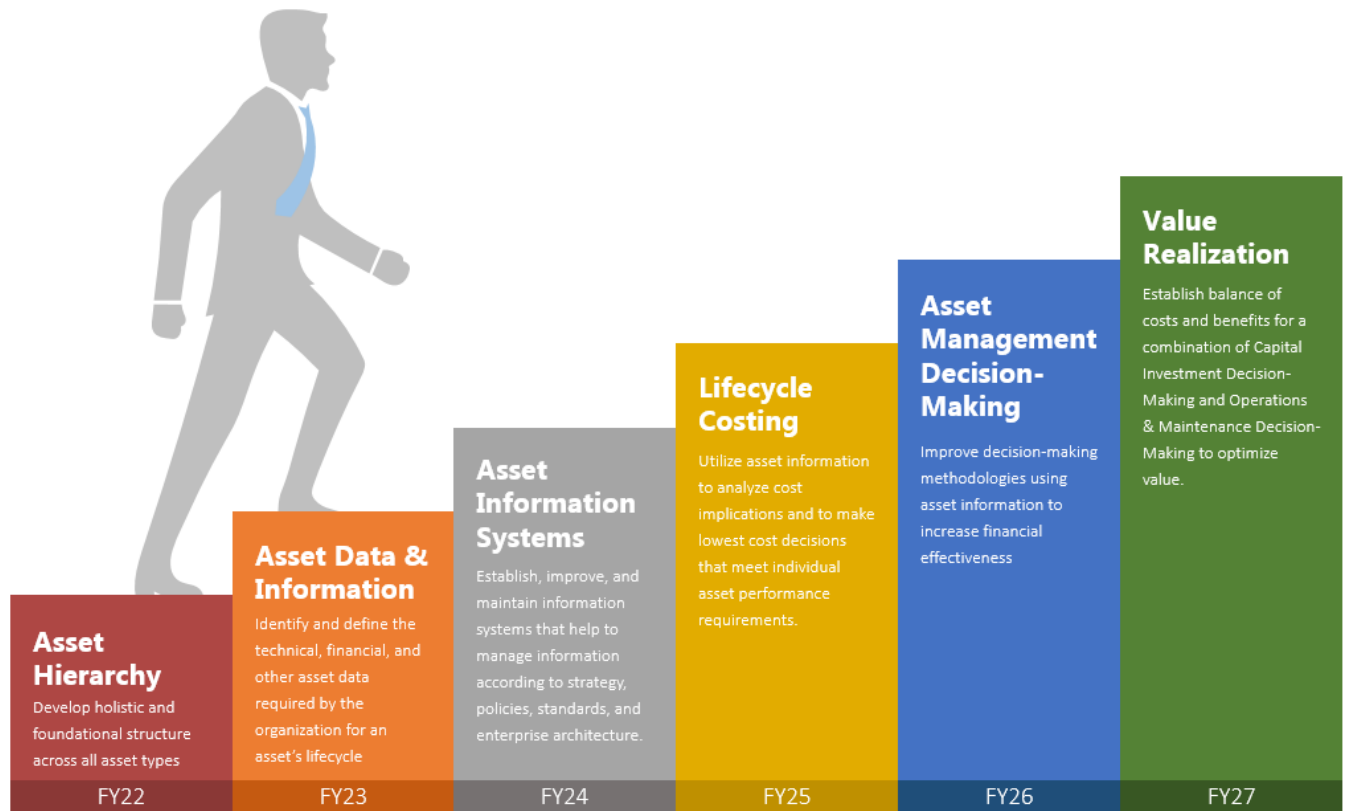 Asset
Hierarchy
Develop holistic and
foundational structure
across all asset types
FY22
Asset Data &
Information
Identify and define the
technical, financial, and
other asset data
required by the
organization for an
asset’s lifecycle
FY23
Asset
Information
Systems
Establish, improve, and
maintain information
systems that help to
manage information
according to strategy,
policies, standards, and
enterprise architecture.
FY24
Lifecycle
Costing
Utilize asset information
to analyze cost
implications and to make
lowest cost decisions
that meet individual
asset performance
requirements.
FY25
Asset
Management
Decision-
Making
Improve decision-making
methodologies using
asset information to
increase financial
effectiveness
FY26
Value
Realization
Establish balance of
costs and benefits for a
combination of Capital
Investment Decision-
Making and Operations
& Maintenance Decision-
Making to optimize
value.
FY27